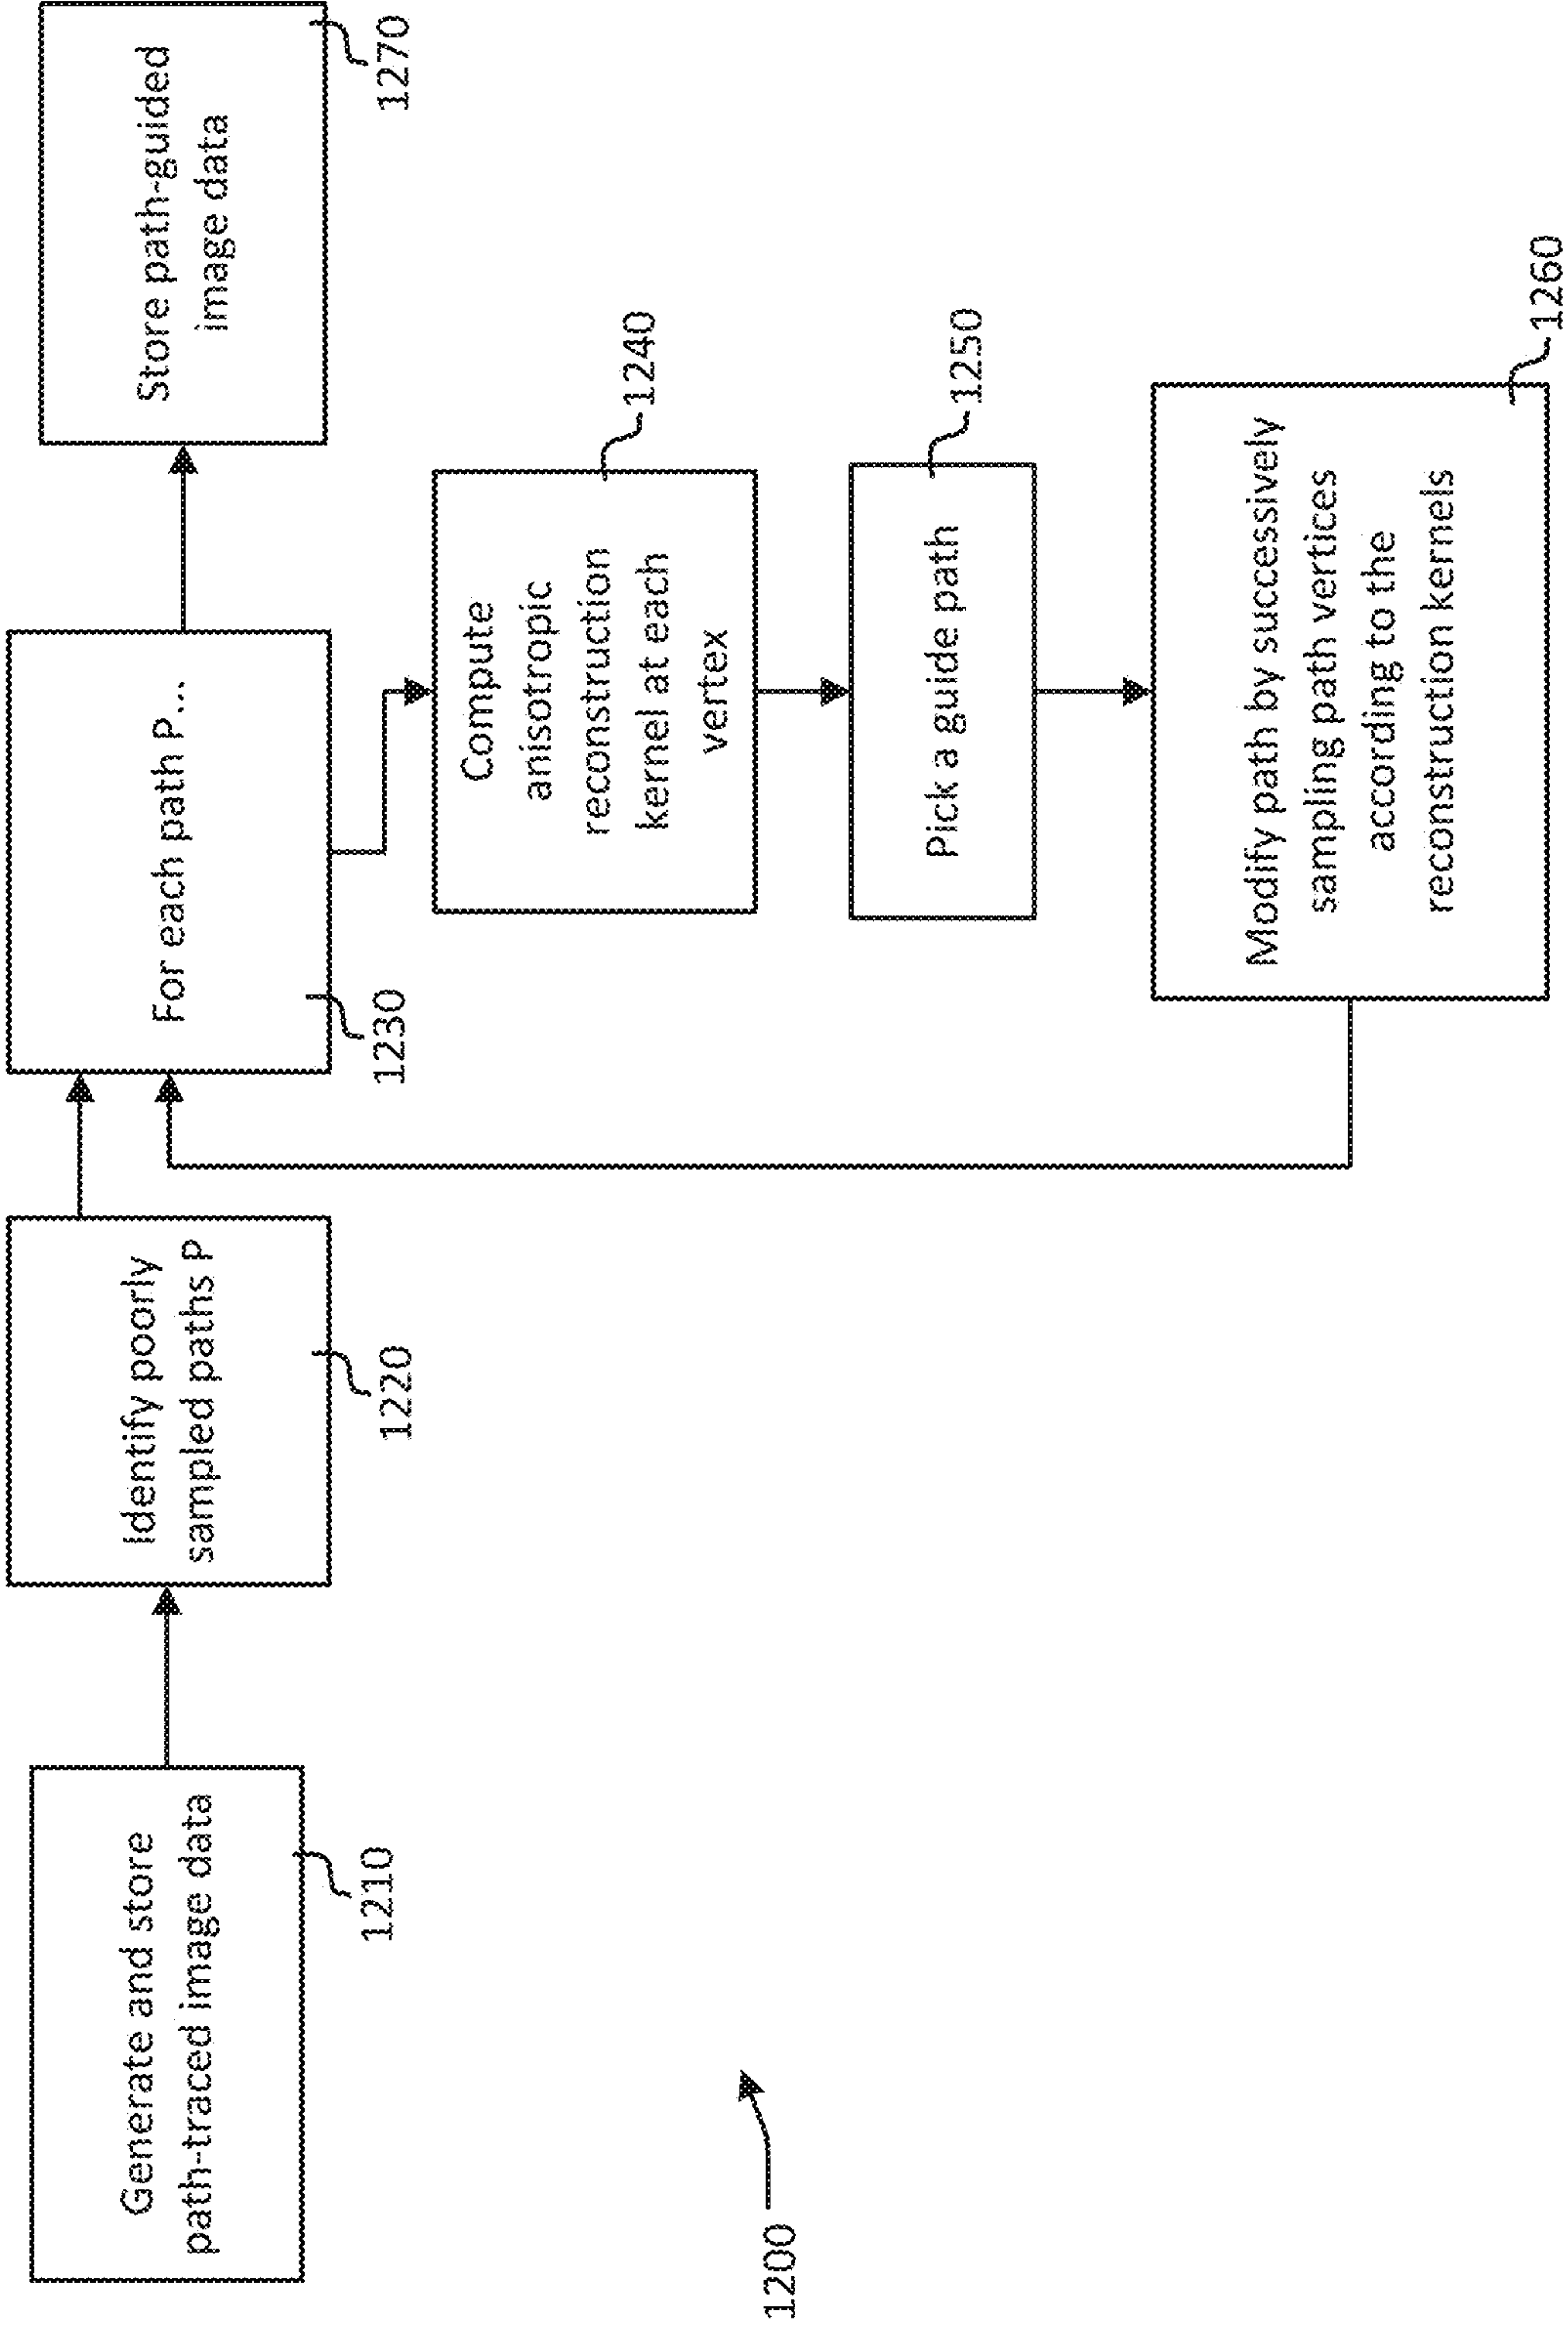 Generate and store
path-traced image data
1210
Identify poorly
sampled paths P
1220
For each path P...
1230
Store path-guided
image data
1270
Compute
anisotropic
reconstruction
kernel at each
vertex
1240
Pick a guide path
1250
Modify path by successively
sampling path vertices
according to the
reconstruction kernels
1260
1200